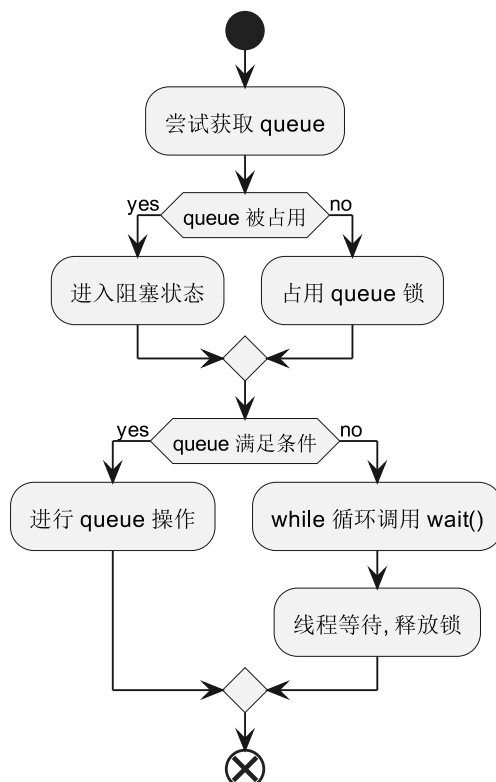 尝试获取 queue
yes
no
queue 被占用
进入阻塞状态
占用 queue 锁
yes
no
queue 满足条件
进行 queue 操作
while 循环调用 wait()
线程等待, 释放锁